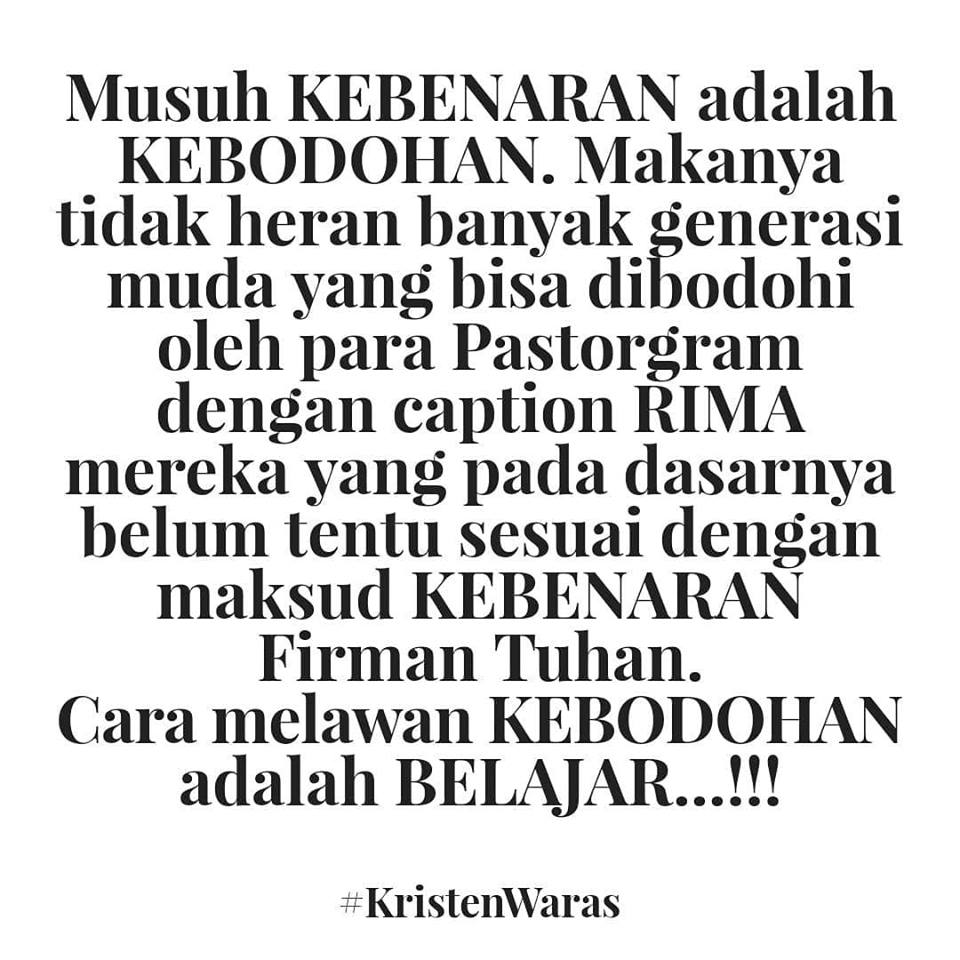 Musuh KEBENARAN adalah
KEBODOHAN. Makanya
tidak heran banyak generasi
muda yang bisa dibodohi
oleh para Pastorgram
dengan caption RIMA
mereka yang pada dasarnya
belum tentu sesuai dengan
maksud KEBENARAN
Firman Tuhan.
Cara melawan KEBODOHAN
adalah BELAJAR...!!!
#KristenWaras